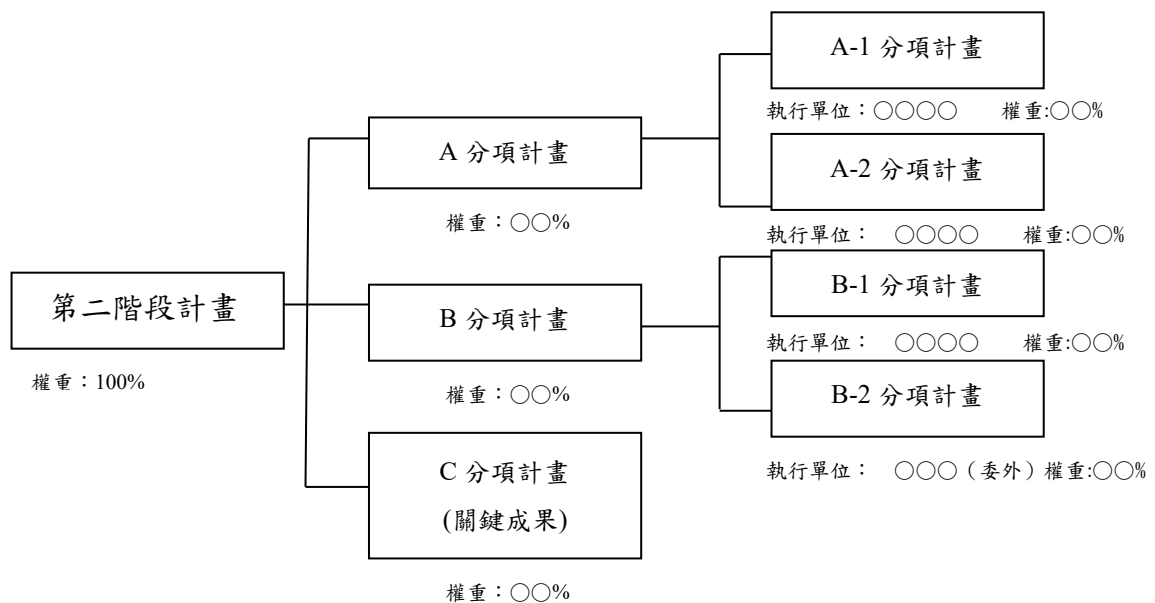 第二階段計畫
權重：100%
A 分項計畫
權重：○○%
A-1 分項計畫
執行單位：○○○○ 權重:○○%
A-2 分項計畫
執行單位： ○○○○ 權重:○○%
B 分項計畫
權重：○○%
B-1 分項計畫
執行單位： ○○○○ 權重:○○%
B-2 分項計畫
執行單位： ○○○（委外）權重:○○%
C 分項計畫
(關鍵成果)
權重：○○%